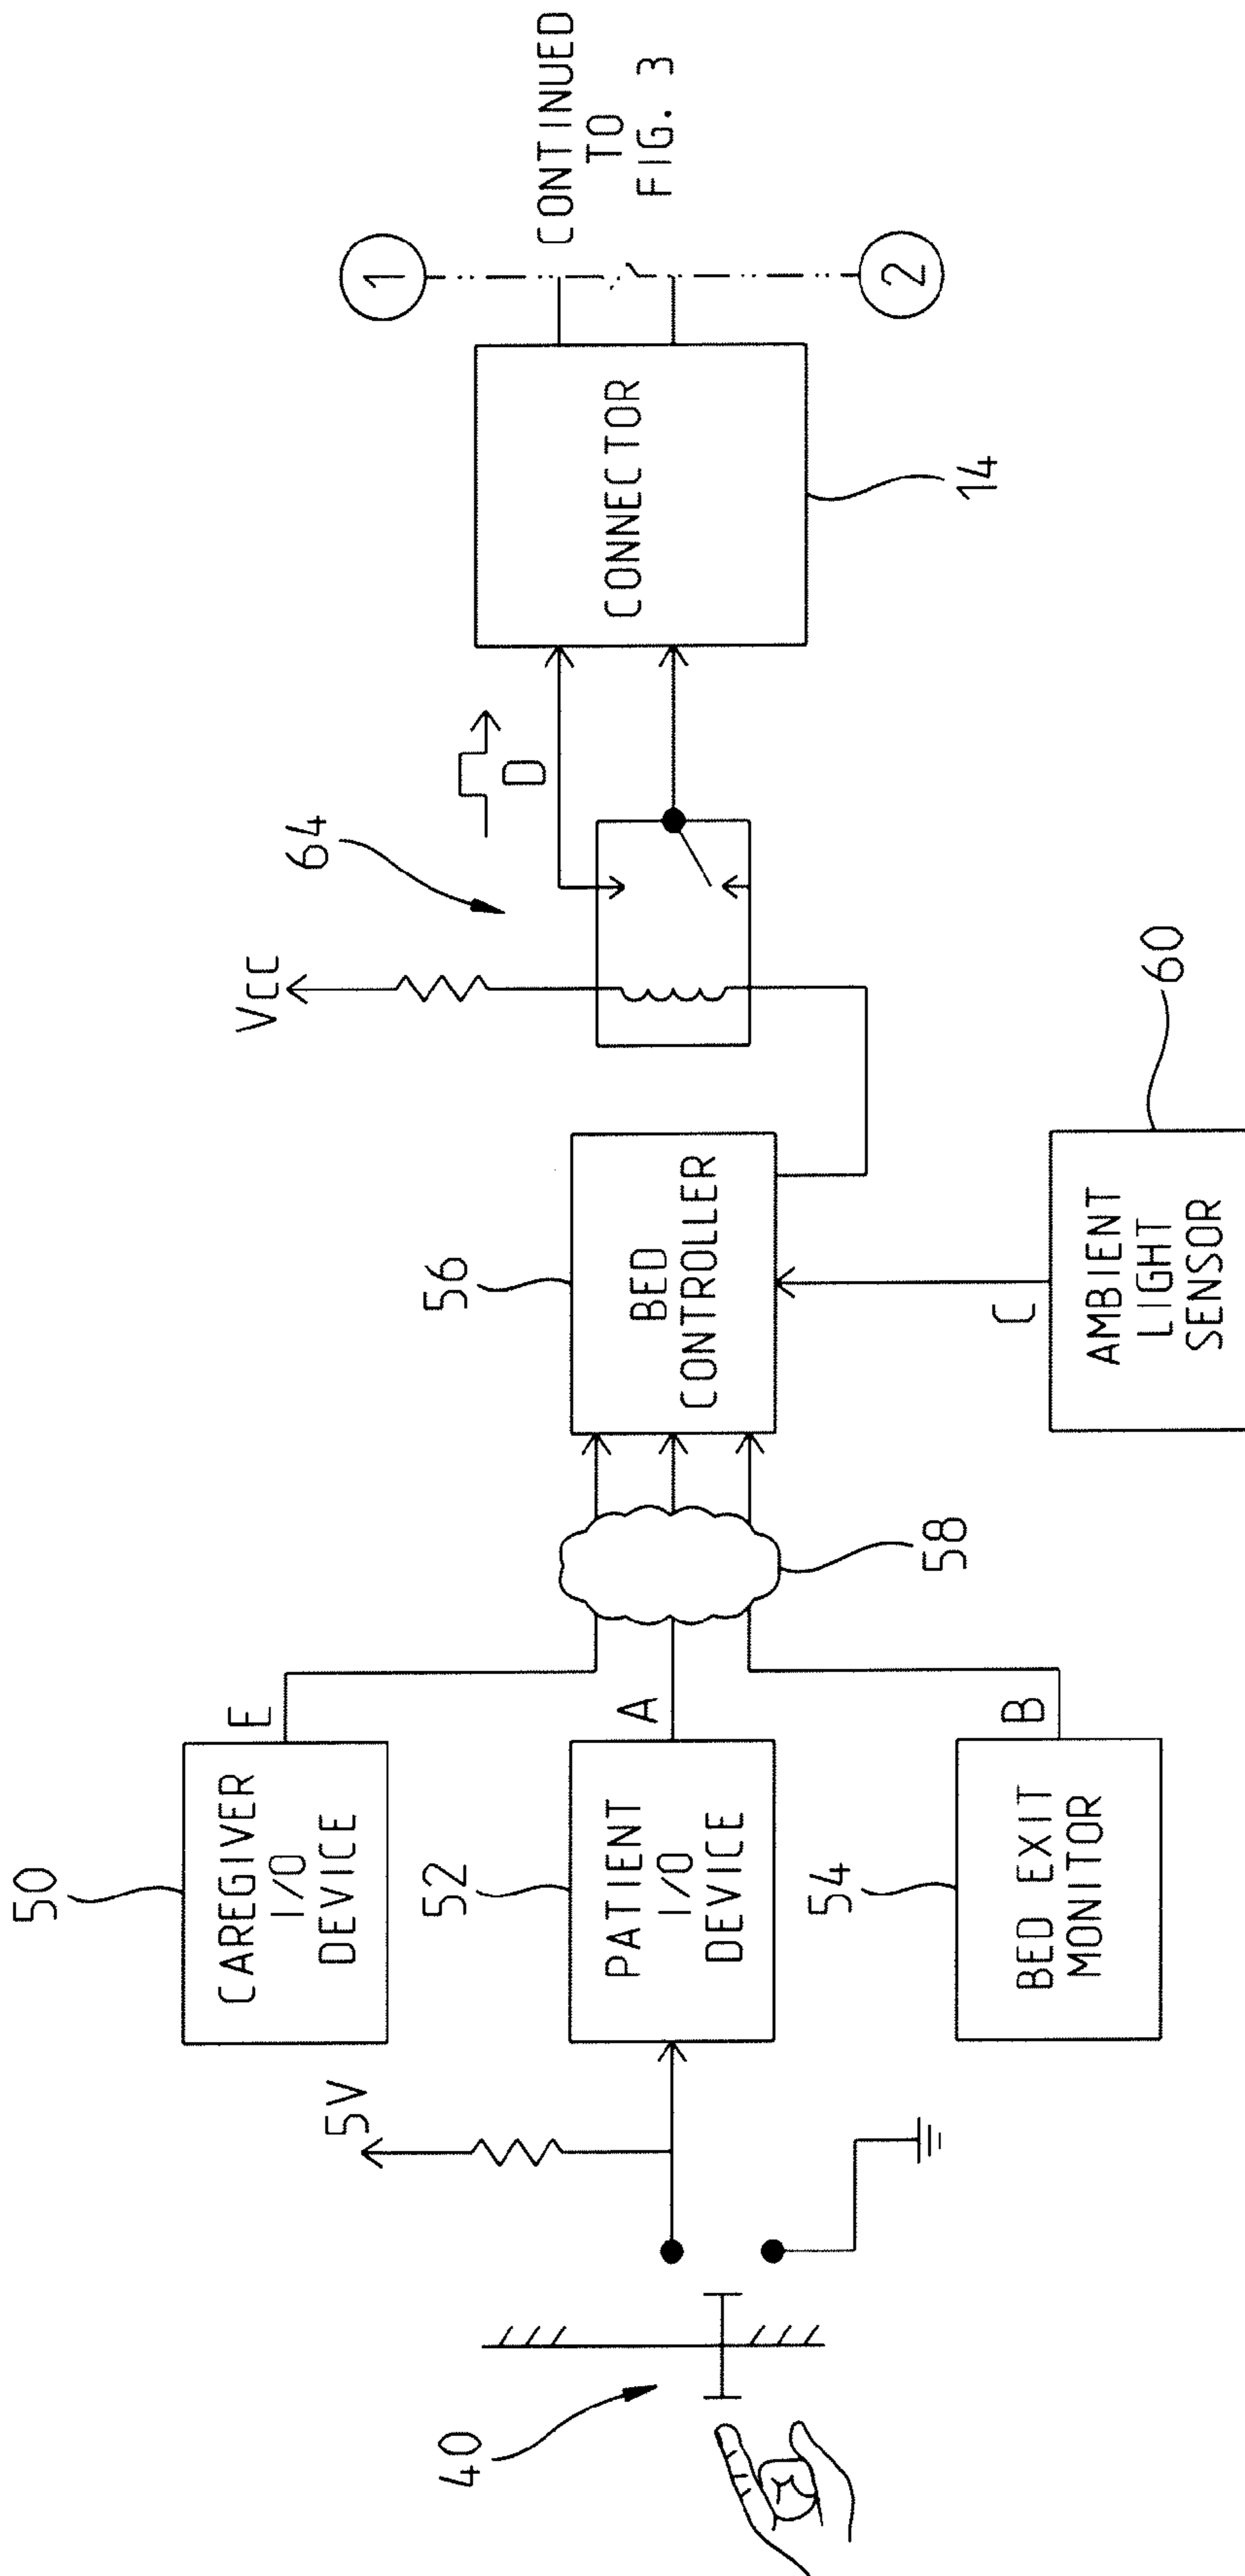 40
5V
50
CAREGIVER
I/O
DEVICE
E
52
PATIENT
I/O
DEVICE
A
54
BED EXIT
MONITOR
B
58
56
BED
CONTROLLER
C
AMBIENT
LIGHT
SENSOR
60
VCC
64
D
CONNECTOR
14
1
2
CONTINUED
TO
FIG. 3